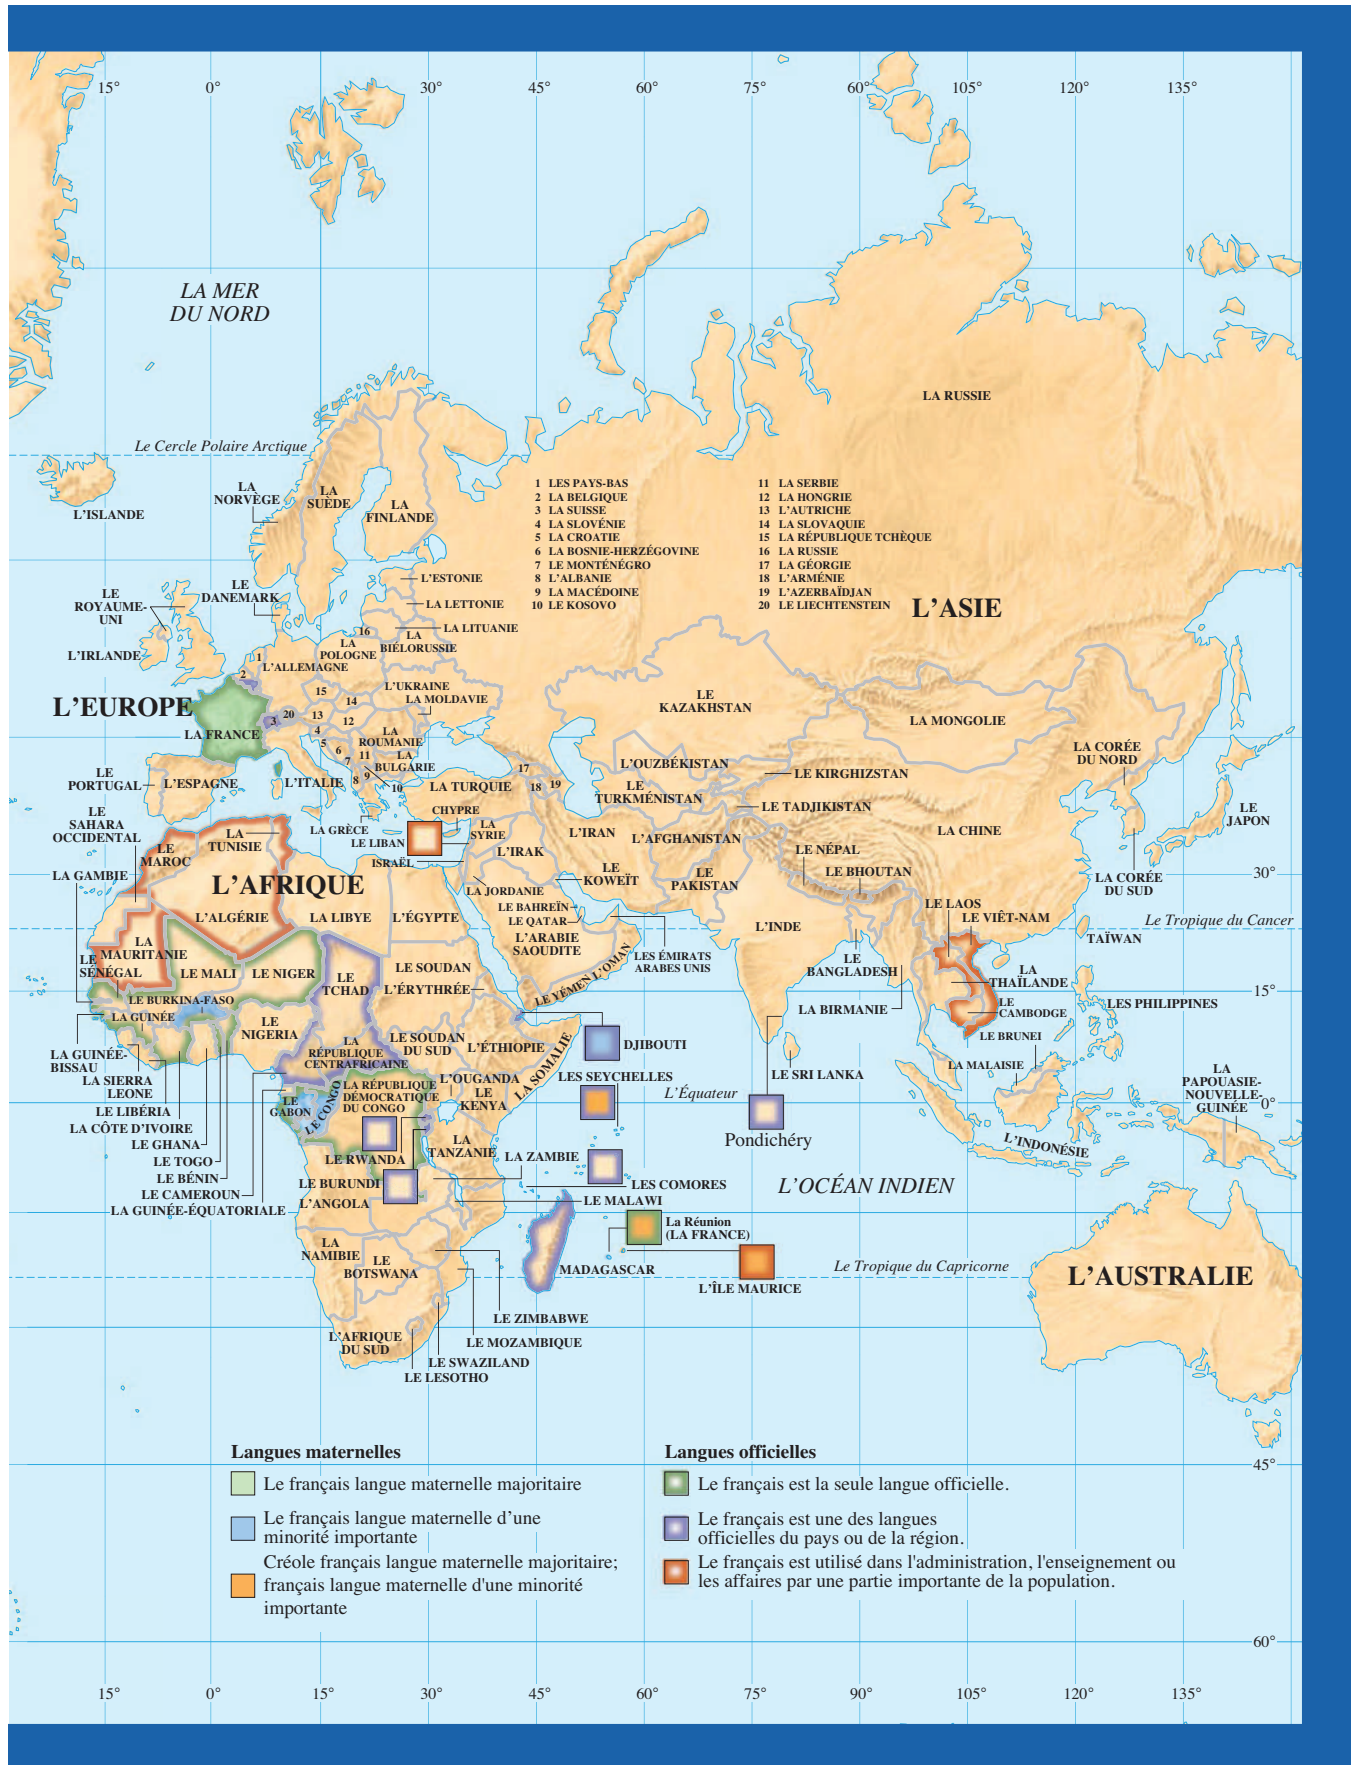 15°
0°
15°
30°
45°
60°
75°
60°
105°
120°
135°
LA MER
DU NORD
LA RUSSIE
Le Cercle Polaire Arctique
L'ISLANDE
LA
NORVÈGE
LA
SUÈDE
LA
FINLANDE
1 LES PAYS-BAS
2 LA BELGIQUE
3 LA SUISSE
4 LA SLOVÉNIE
5 LA CROATIE
6 LA BOSNIE-HERZÉGOVINE
7 LE MONTÉNÉGRO
8 L'ALBANIE
9 LA MACÉDOINE
10 LE KOSOVO
11 LA SERBIE
12 LA HONGRIE
13 L'AUTRICHE
14 LA SLOVAQUIE
15 LA RÉPUBLIQUE TCHÈQUE
16 LA RUSSIE
17 LA GÉORGIE
18 L'ARMÉNIE
19 L'AZERBAÏDJAN
20 LE LIECHTENSTEIN
L'ASIE
L'ESTONIE
LA LETTONIE
LA LITUANIE
LE
DANEMARK
LE
ROYAUME-
UNI
L'IRLANDE
16
LA
POLOGNE
LA
BIÉLORUSSIE
1
L'ALLEMAGNE
2
L'UKRAINE
15
14
LA MOLDAVIE
L'EUROPE
3
20
13
12
LA FRANCE
4
5
6
7
11
8
9
10
LA
ROUMANIE
LA
BULGARIE
LE
PORTUGAL
L'ESPAGNE
L'ITALIE
LA TURQUIE
17
18
19
LA GRÈCE
CHYPRE
LE LIBAN
LA
SYRIE
ISRAËL
L'IRAK
L'IRAN
LA JORDANIE
LE
KOWEÏT
LE BAHREÏN
LE QATAR
L'ARABIE
SAOUDITE
LES ÉMIRATS
ARABES UNIS
LE YÉMEN
L'OMAN
LE
KAZAKHSTAN
L'OUZBÉKISTAN
LE
TURKMÉNISTAN
LE KIRGHIZSTAN
LE TADJIKISTAN
L'AFGHANISTAN
LE
PAKISTAN
LA MONGOLIE
LA CHINE
LA CORÉE
DU NORD
LE
JAPON
LA CORÉE
DU SUD
LE NÉPAL
LE BHOUTAN
L'INDE
LE
BANGLADESH
LA BIRMANIE
LE SRI LANKA
LE LAOS
LE VIÊT-NAM
30°
Le Tropique du Cancer
TAÏWAN
LA
THAÏLANDE
LE
CAMBODGE
15°
LES PHILIPPINES
LE BRUNEI
LA MALAISIE
L'INDONÉSIE
LA
PAPOUASIE-
NOUVELLE-
GUINÉE
0°
LE
SAHARA
OCCIDENTAL
LE
MAROC
LA
TUNISIE
LA GAMBIE
L'AFRIQUE
L'ALGÉRIE
LA LIBYE
L'ÉGYPTE
LA
MAURITANIE
LE
SÉNÉGAL
LE MALI
LE NIGER
LE
TCHAD
LE SOUDAN
L'ÉRYTHRÉE
LE BURKINA-FASO
LA GUINÉE
LE
NIGERIA
LA GUINÉE-
BISSAU
LA SIERRA
LEONE
LE LIBÉRIA
LA CÔTE D'IVOIRE
LE GHANA
LE TOGO
LE BÉNIN
LE CAMEROUN
LA GUINÉE-ÉQUATORIALE
LA
RÉPUBLIQUE
CENTRAFRICAINE
LE SOUDAN
DU SUD
L'ÉTHIOPIE
LA SOMALIE
DJIBOUTI
LE
GABON
LE CONGO
LA RÉPUBLIQUE
DÉMOCRATIQUE
DU CONGO
L'OUGANDA
LE
KENYA
LES SEYCHELLES
L'Équateur
Pondichéry
LE RWANDA
LE BURUNDI
LA
TANZANIE
LA ZAMBIE
LES COMORES
LE MALAWI
L'ANGOLA
L'OCÉAN INDIEN
LA
NAMIBIE
LE
BOTSWANA
La Réunion
(LA FRANCE)
MADAGASCAR
L'ÎLE MAURICE
Le Tropique du Capricorne
L'AUSTRALIE
LE ZIMBABWE
LE MOZAMBIQUE
L'AFRIQUE
DU SUD
LE SWAZILAND
LE LESOTHO
Langues maternelles
Le français langue maternelle majoritaire
Le français langue maternelle d'une
minorité importante
Créole français langue maternelle majoritaire;
français langue maternelle d'une minorité
importante
Langues officielles
Le français est la seule langue officielle.
Le français est une des langues
officielles du pays ou de la région.
Le français est utilisé dans l'administration, l'enseignement ou
les affaires par une partie importante de la population.
45°
60°
15°
0°
15°
30°
45°
60°
75°
90°
105°
120°
135°